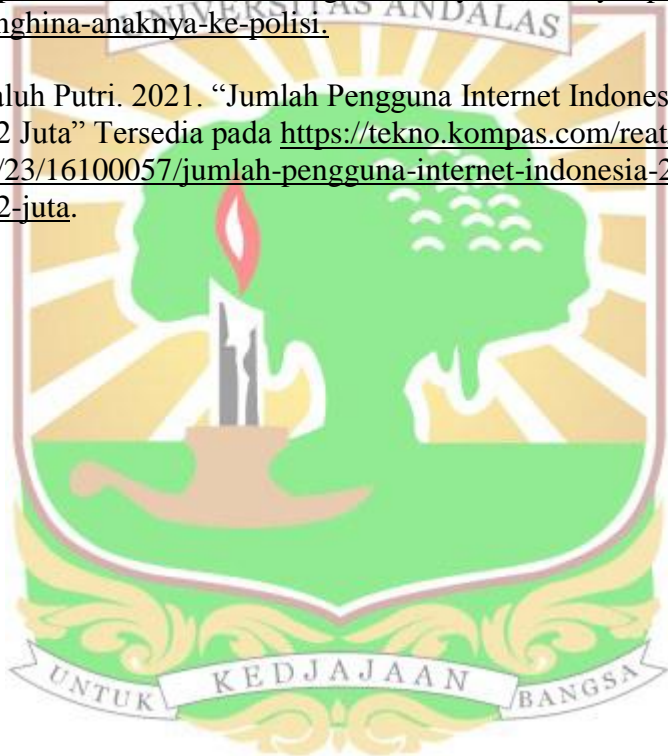 UNIVERSITAS ANDALAS
nghina-anaknya-ke-polisi.
aluh Putri. 2021. “Jumlah Pengguna Internet Indones
2 Juta” Tersedia pada https://tekno.kompas.com/reat
/23/16100057/jumlah-pengguna-internet-indonesia-2
2-juta.
UNTUK KEDJAJAAN BANGSA